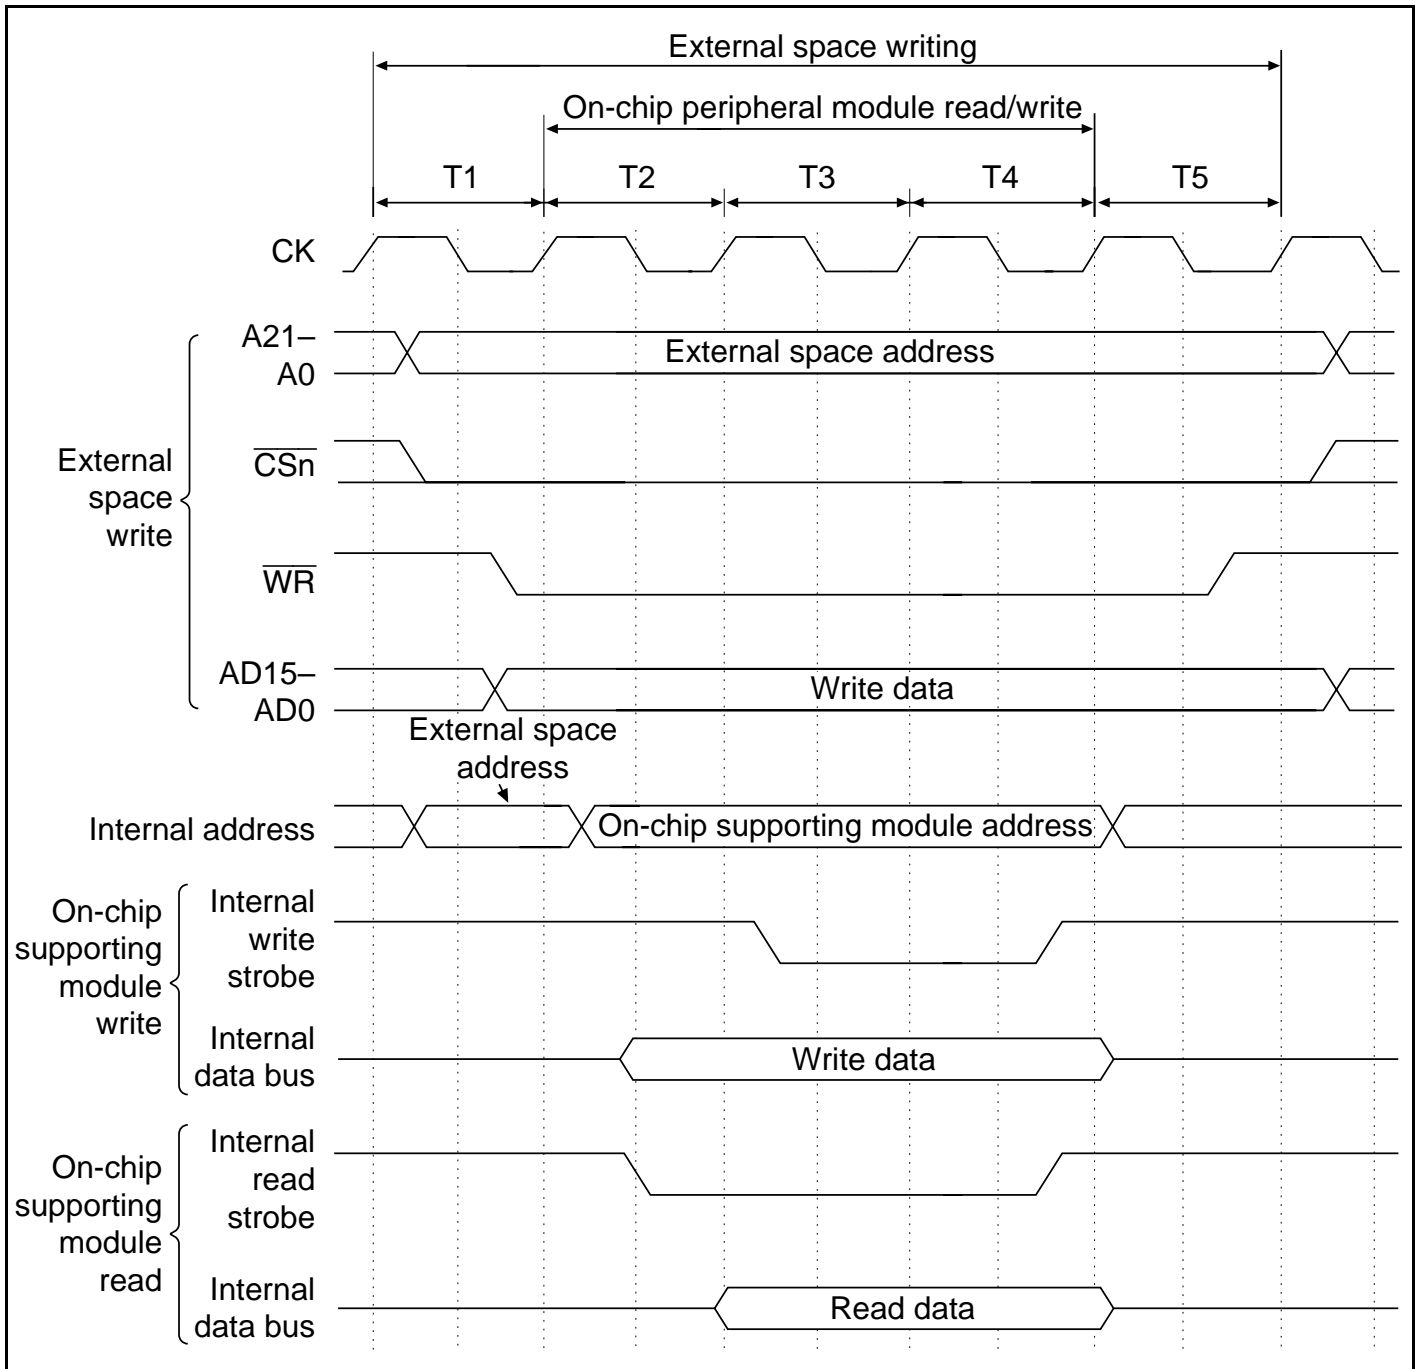 External space writing
On-chip peripheral module read/write
T1 T2 T3 T4 T5
CK
A21–
A0
External space address
External
space
write
CSn
WR
AD15–
AD0
Write data
External space
address
Internal address
On-chip supporting module address
On-chip
supporting
module
write
Internal
write
strobe
Internal
data bus
Write data
On-chip
supporting
module
read
Internal
read
strobe
Internal
data bus
Read data